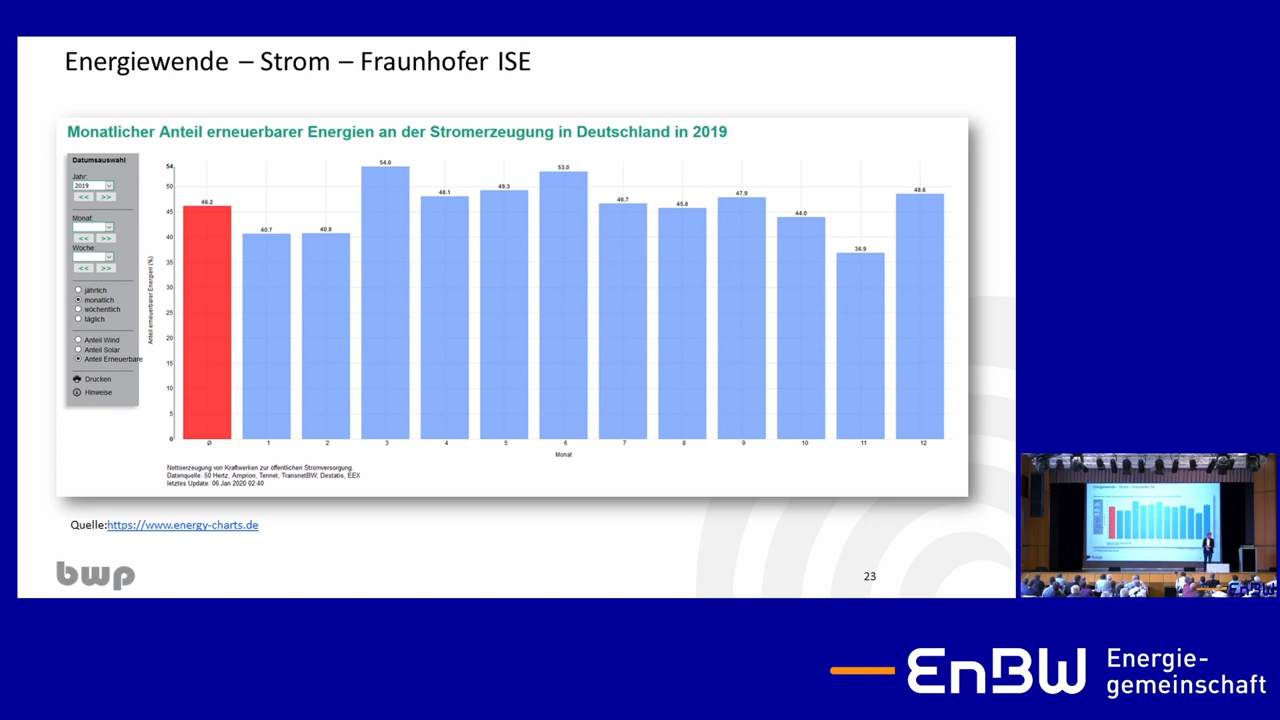 Energiewende – Strom – Fraunhofer ISE
Monatlicher Anteil erneuerbarer Energien an der Stromerzeugung in Deutschland in 2019
Datumsauswahl
Jahr:
2019
<< >>
Monat:
<< >>
Woche:
<< >>
jährlich
monatlich
wöchentlich
täglich
Anteil Wind
Anteil Solar
Anteil Erneuerbare
Drucken
Hinweise
Anteil erneuerbarer Energien (%)
54
50
45
40
35
30
25
20
15
10
5
0
46.2 40.7 40.8 54.0 48.1 49.3 53.0 46.7 45.8 47.9 44.0 36.9 48.6
Ø 1 2 3 4 5 6 7 8 9 10 11 12
Monat
Nettoerzeugung von Kraftwerken zur öffentlichen Stromversorgung.
Datenquelle: 50 Hertz, Amprion, Tennet, TransnetBW, Destatis, EEX
letztes Update: 06 Jan 2020 02:40
Quelle:https://www.energy-charts.de
bwp
23
Energiewende – Strom – Fraunhofer ISE
EnBW
EnBW
Energie-
gemeinschaft